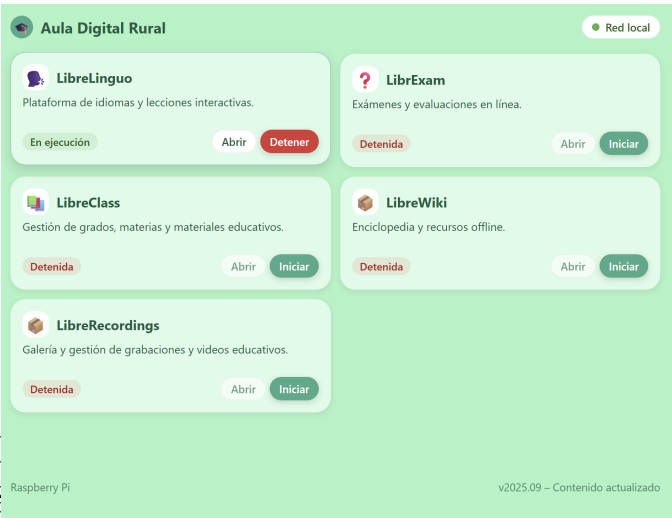 Aula Digital Rural
Red local
LibreLinguo
Plataforma de idiomas y lecciones interactivas.
En ejecución
Abrir
Detener
LibrExam
Exámenes y evaluaciones en línea.
Detenida
Abrir
Iniciar
LibreClass
Gestión de grados, materias y materiales educativos.
Detenida
Abrir
Iniciar
LibreWiki
Enciclopedia y recursos offline.
Detenida
Abrir
Iniciar
LibreRecordings
Galería y gestión de grabaciones y videos educativos.
Detenida
Abrir
Iniciar
Raspberry Pi
v2025.09 – Contenido actualizado